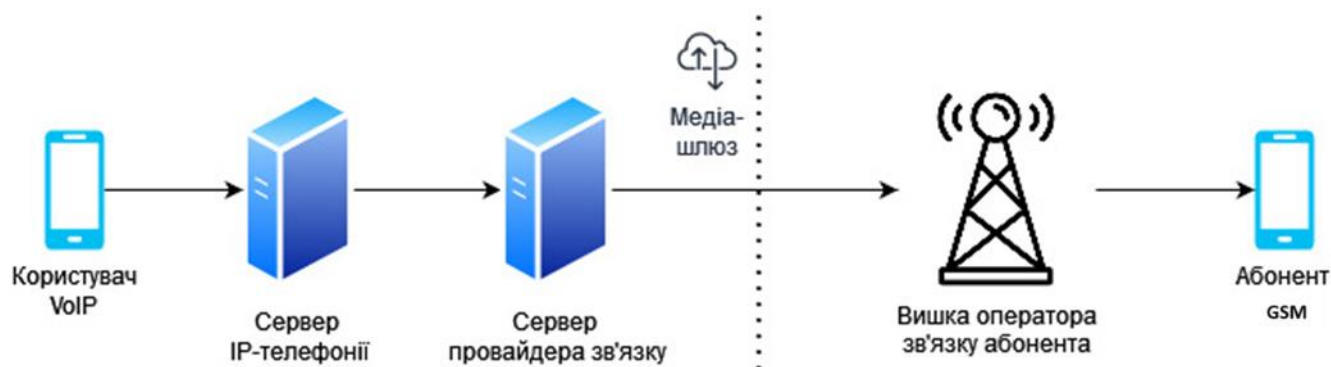 Медіа-
шлюз
Користувач
VoIP
Сервер
IP-телефонії
Сервер
провайдера зв'язку
Вишка оператора
зв'язку абонента
Абонент
GSM